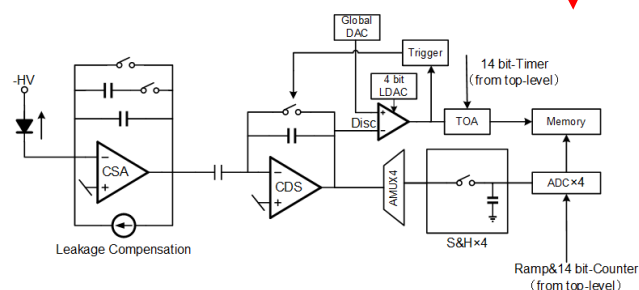 Global
DAC
Trigger
14 bit-Timer
(from top-level)
-HV
4 bit
LDAC
+
Disc
−
TOA
Memory
−
CSA
+
−
CDS
+
AMUX4
ADC×4
S&H×4
Leakage Compensation
Ramp&14 bit-Counter
(from top-level)